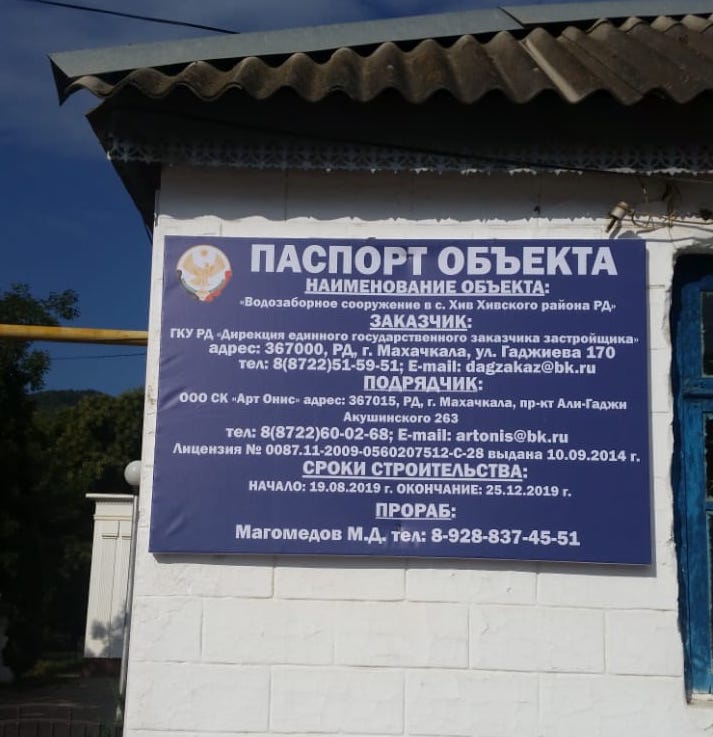 ПАСПОРТ ОБЪЕКТА
НАИМЕНОВАНИЕ ОБЪЕКТА:
«Водозаборное сооружение в с. Хив Хивского района РД»
ЗАКАЗЧИК:
ГКУ РД «Дирекция единого государственного заказчика застройщика»
адрес: 367000, РД, г. Махачкала, ул. Гаджиева 170
тел: 8(8722)51-59-51; E-mail: dagzakaz@bk.ru
ПОДРЯДЧИК:
ООО СК «Арт Онис» адрес: 367015, РД, г. Махачкала, пр-кт Али-Гаджи
Акушинского 263
тел: 8(8722)60-02-68; E-mail: artonis@bk.ru
Лицензия № 0087.11-2009-0560207512-С-28 выдана 10.09.2014 г.
СРОКИ СТРОИТЕЛЬСТВА:
НАЧАЛО: 19.08.2019 г. ОКОНЧАНИЕ: 25.12.2019 г.
ПРОРАБ:
Магомедов М.Д. тел: 8-928-837-45-51